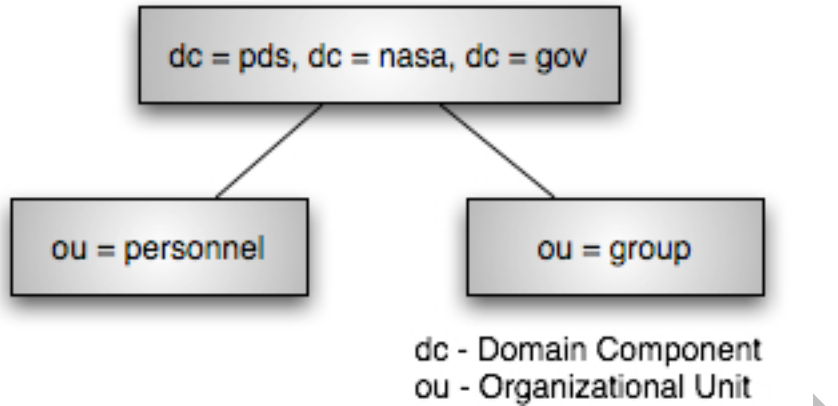 dc = pds, dc = nasa, dc = gov
ou = personnel
ou = group
dc - Domain Component
ou - Organizational Unit